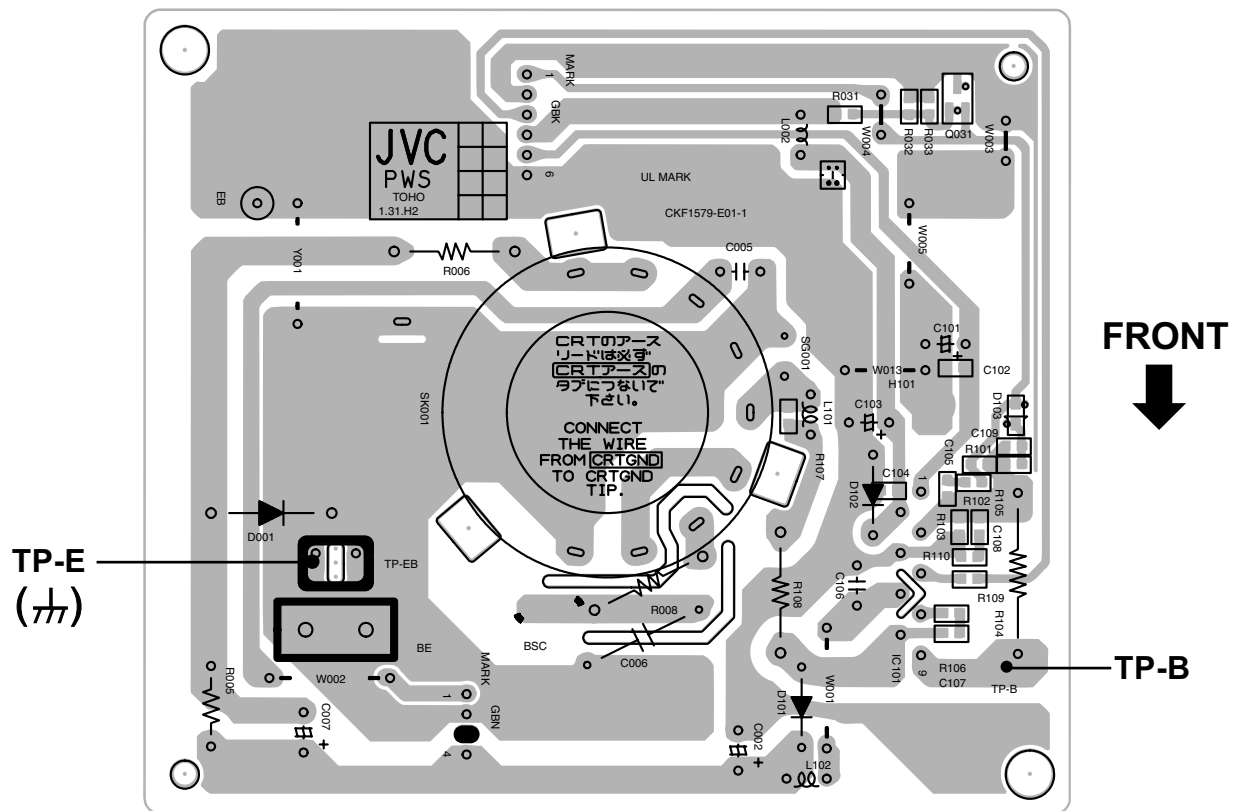 MARK
1
GBK
6
R031
L002
W004
R032
R033
Q031
W003
JVC
PWS
TOHO
1.31.H2
UL MARK
CKF1579-E01-1
EB
Y001
R006
C005
W005
C101
C102
W013
H101
SG001
L101
C103
SK001
CRTのアース
リードは必ず
CRTアースの
タブにつないで
下さい。
CONNECT
THE WIRE
FROM CRTGND
TO CRTGND
TIP.
FRONT
D103
C109
R101
C105
R107
D102
C104
1
R102
R105
R103
C108
D001
R110
R109
TP-E
TP-EB
R108
C106
R104
R008
BE
BSC
C006
IC101
R106
C107
9
TP-B
TP-B
R005
W002
MARK
1
GBN
4
C007
D101
W001
C002
L102